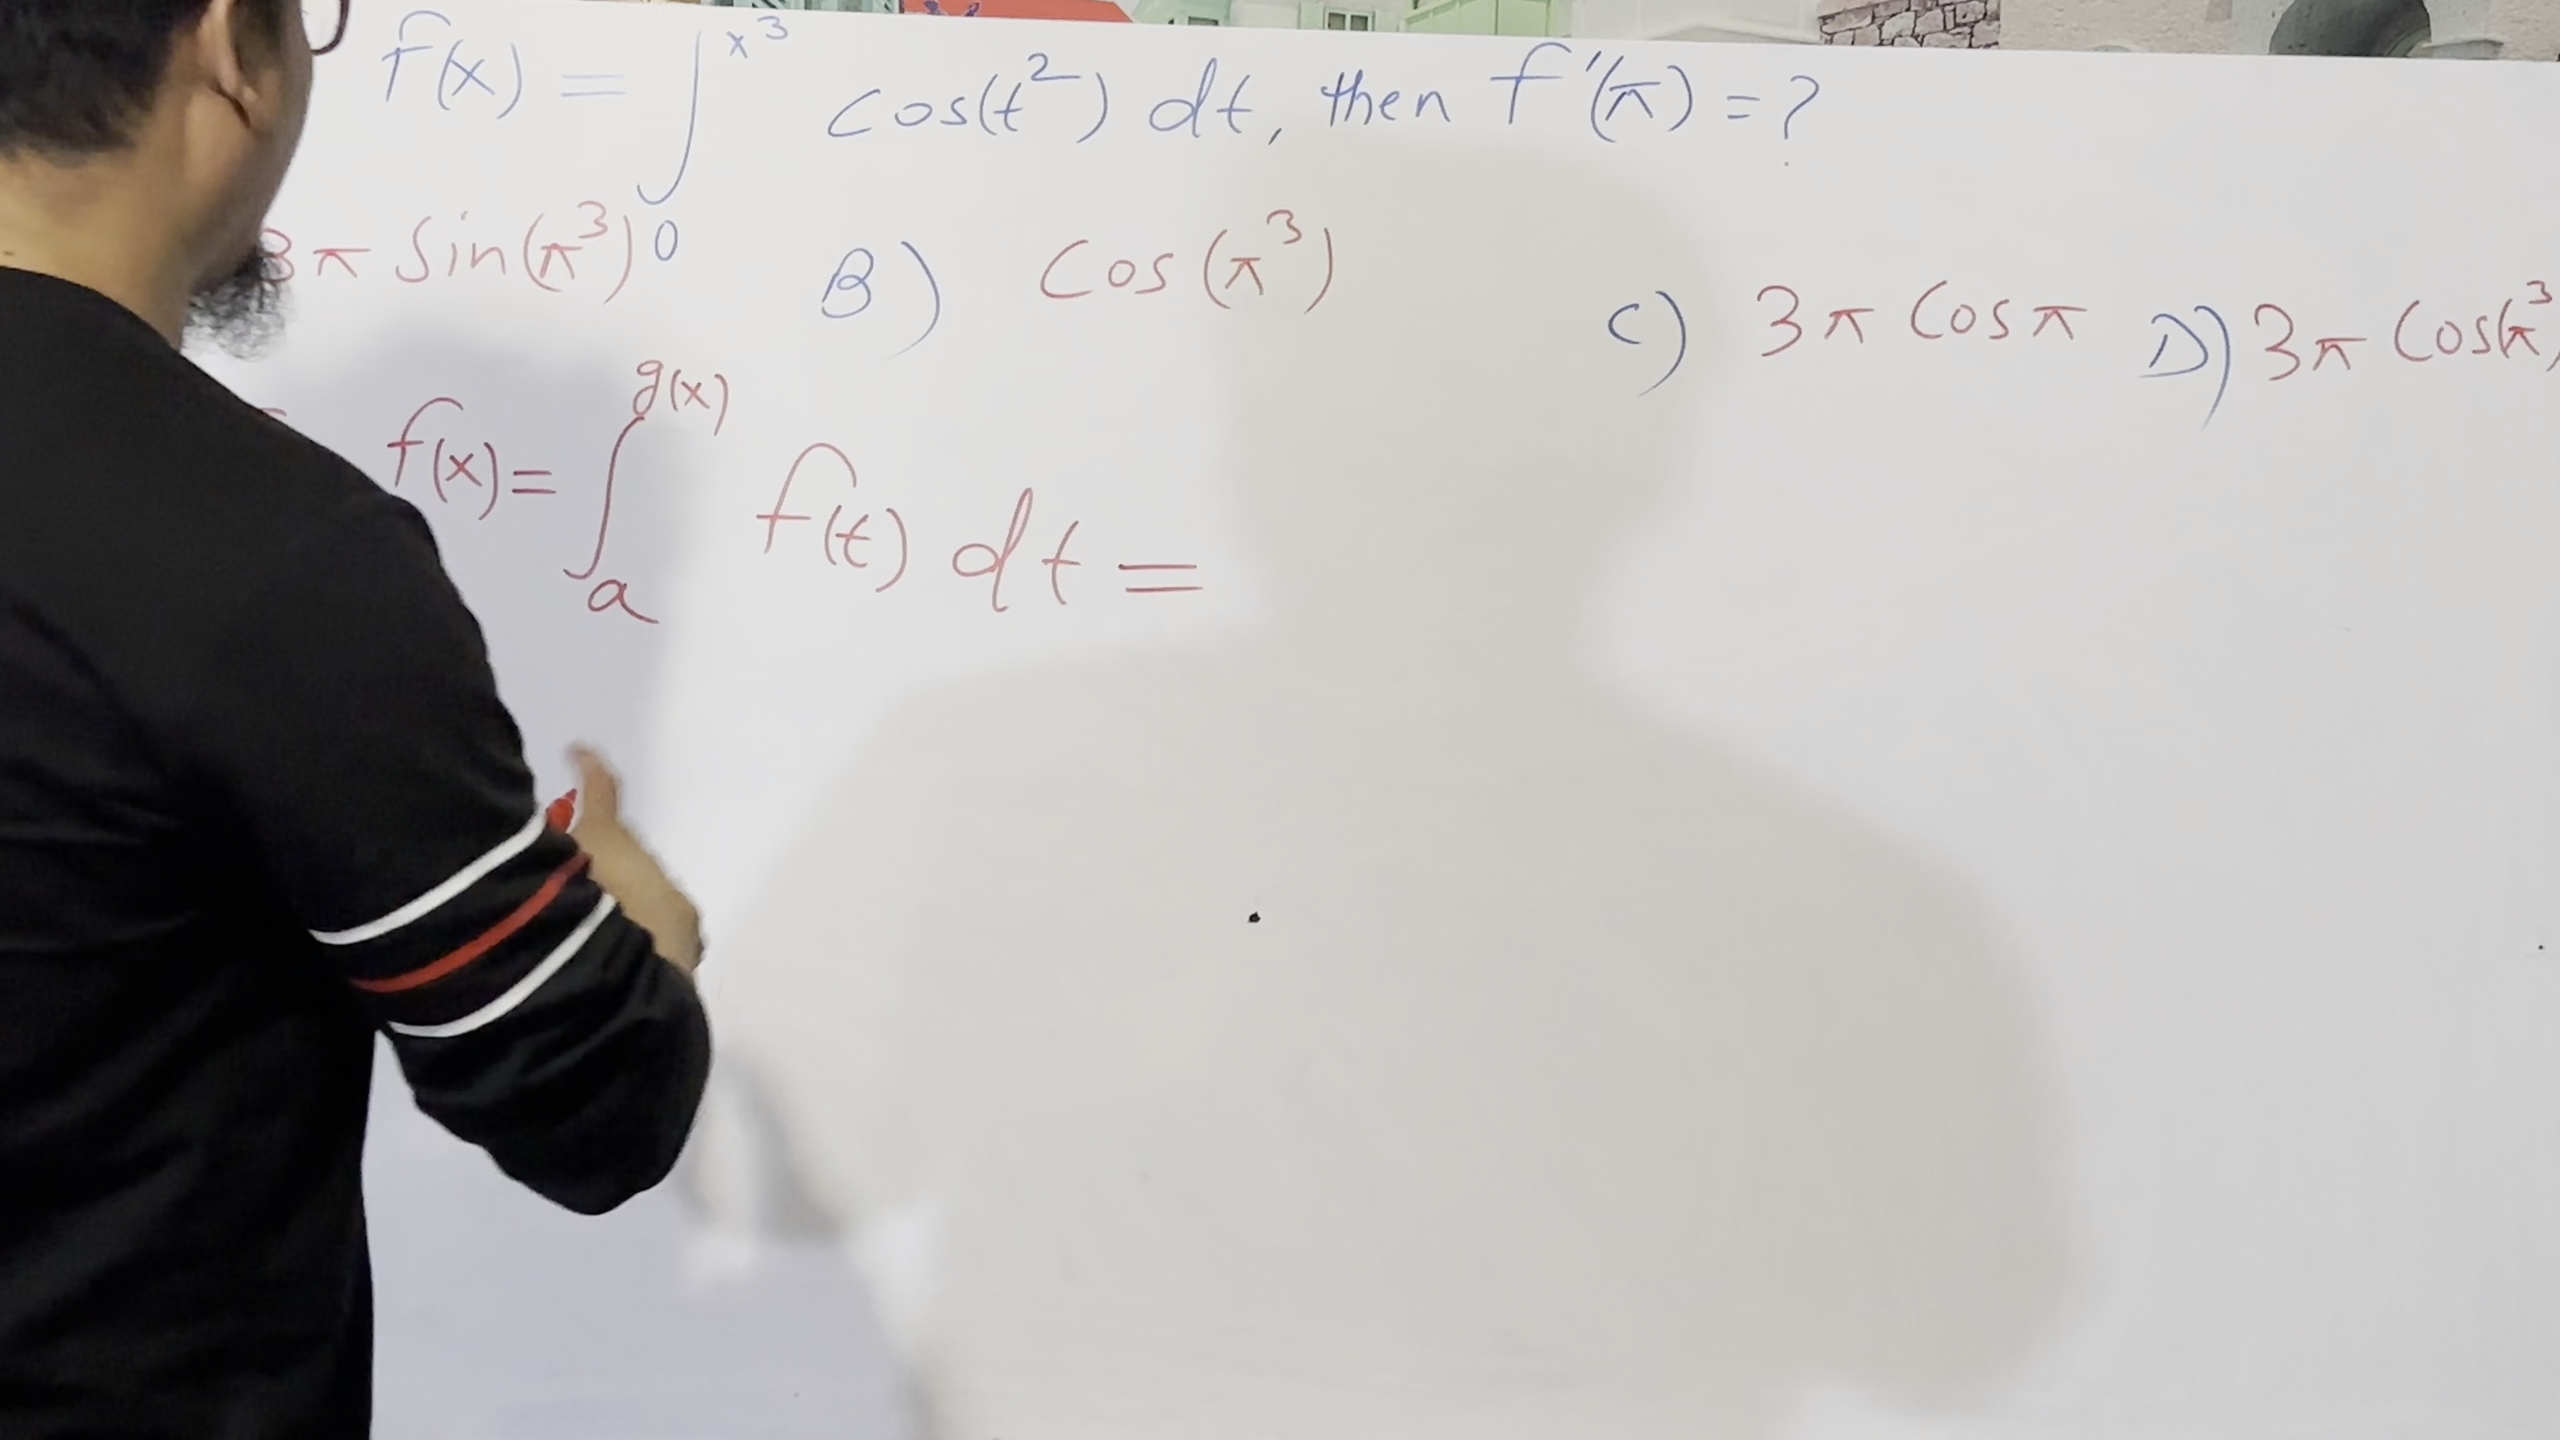 f(x) = ∫₀^{x³} cos(t²) dt, then f'(π) = ?
3π Sin(π³) B) Cos(π³) C) 3π Cos π D) 3π Cos(π³)
f(x) = ∫ₐ^{g(x)} f(t) dt =